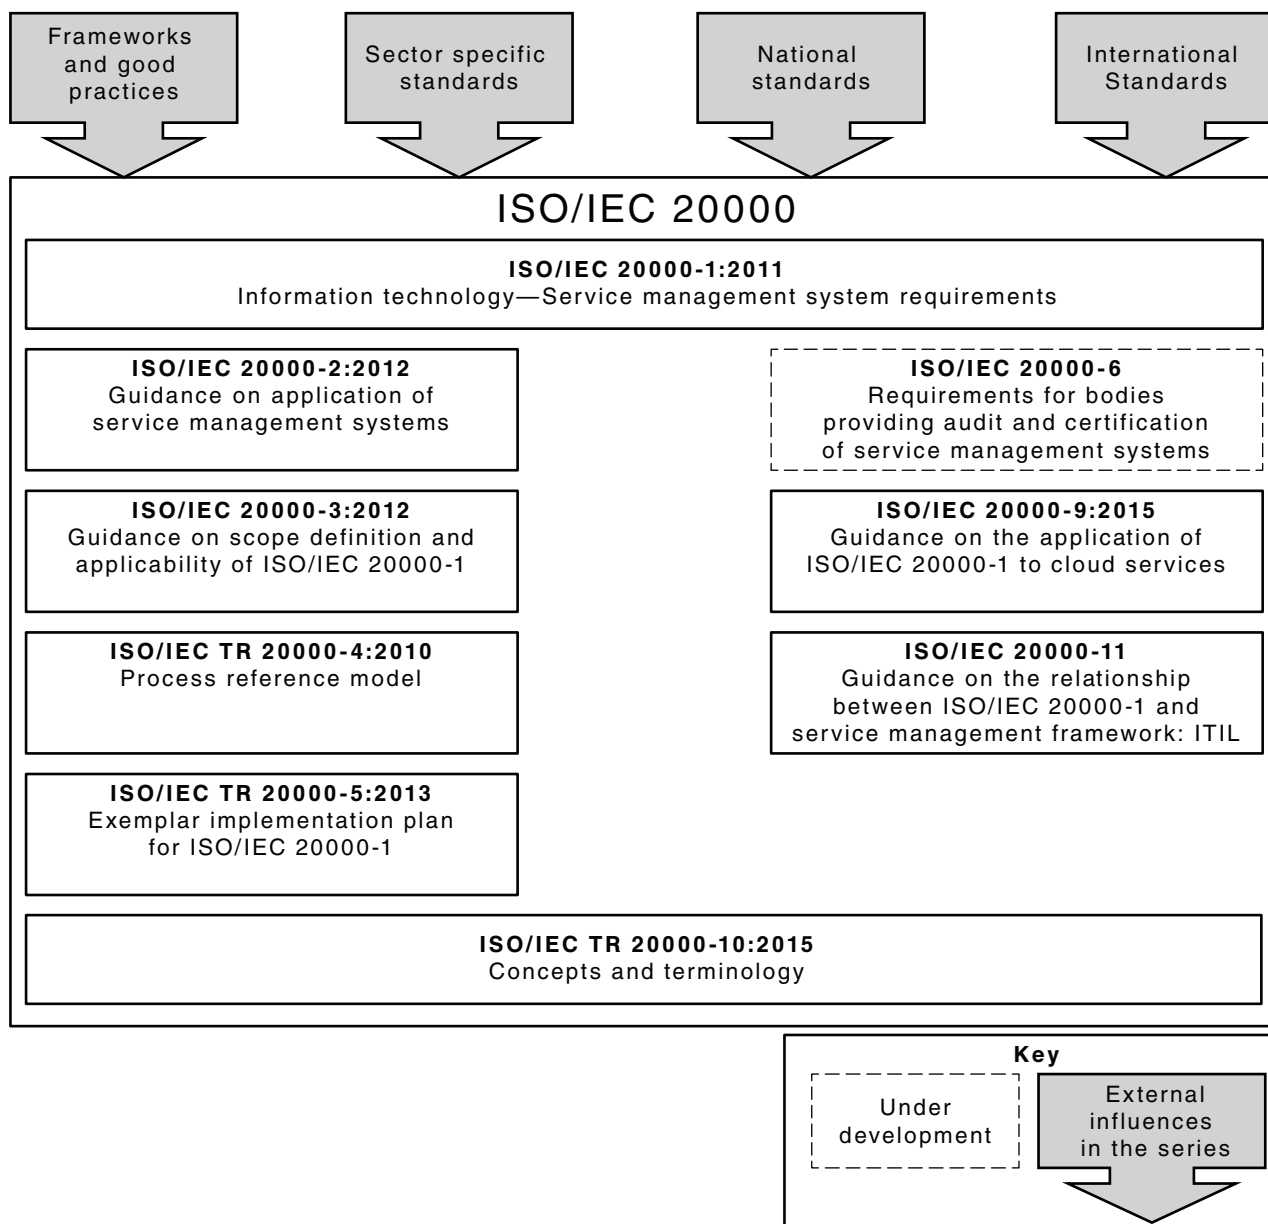 Frameworks
and good
practices
Sector specific
standards
National
standards
International
Standards
ISO/IEC 20000
ISO/IEC 20000-1:2011
Information technology—Service management system requirements
ISO/IEC 20000-2:2012
Guidance on application of
service management systems
ISO/IEC 20000-6
Requirements for bodies
providing audit and certification
of service management systems
ISO/IEC 20000-3:2012
Guidance on scope definition and
applicability of ISO/IEC 20000-1
ISO/IEC 20000-9:2015
Guidance on the application of
ISO/IEC 20000-1 to cloud services
ISO/IEC TR 20000-4:2010
Process reference model
ISO/IEC 20000-11
Guidance on the relationship
between ISO/IEC 20000-1 and
service management framework: ITIL
ISO/IEC TR 20000-5:2013
Exemplar implementation plan
for ISO/IEC 20000-1
ISO/IEC TR 20000-10:2015
Concepts and terminology
Key
Under
development
External
influences
in the series